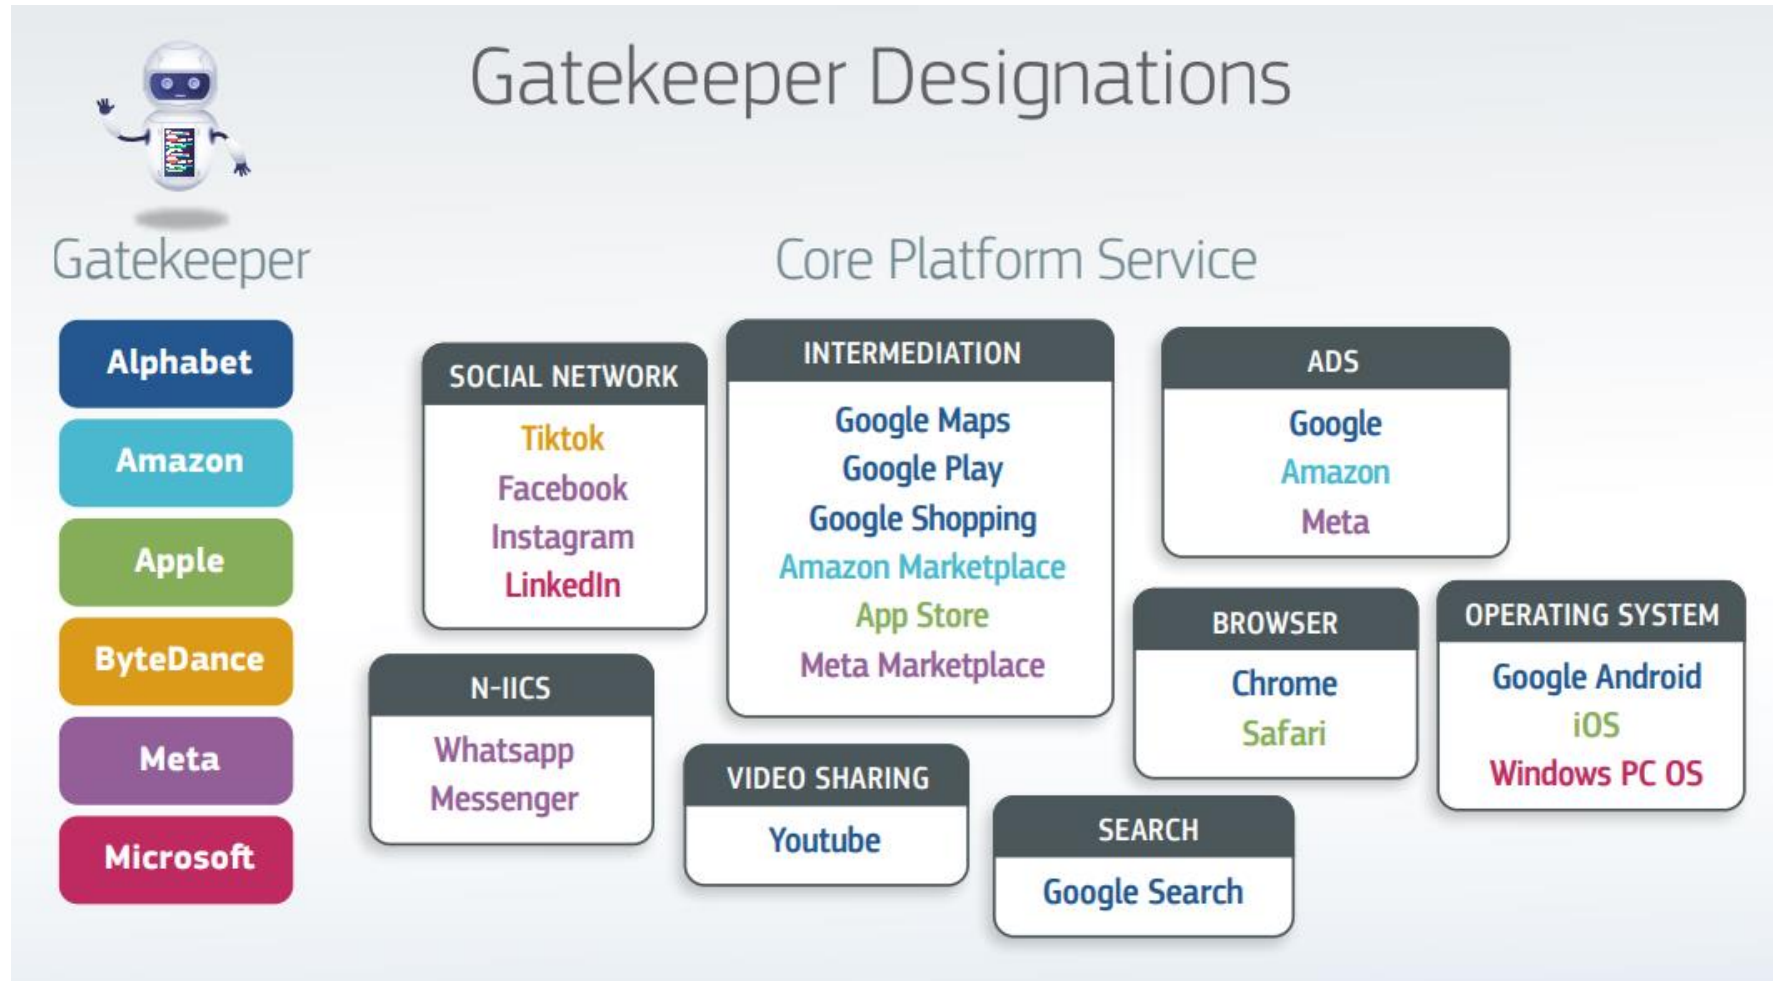 Gatekeeper Designations
Gatekeeper
Alphabet
Amazon
Apple
ByteDance
Meta
Microsoft
Core Platform Service
SOCIAL NETWORK
Tiktok
Facebook
Instagram
LinkedIn
INTERMEDIATION
Google Maps
Google Play
Google Shopping
Amazon Marketplace
App Store
Meta Marketplace
ADS
Google
Amazon
Meta
N-IICS
Whatsapp
Messenger
VIDEO SHARING
Youtube
BROWSER
Chrome
Safari
OPERATING SYSTEM
Google Android
iOS
Windows PC OS
SEARCH
Google Search